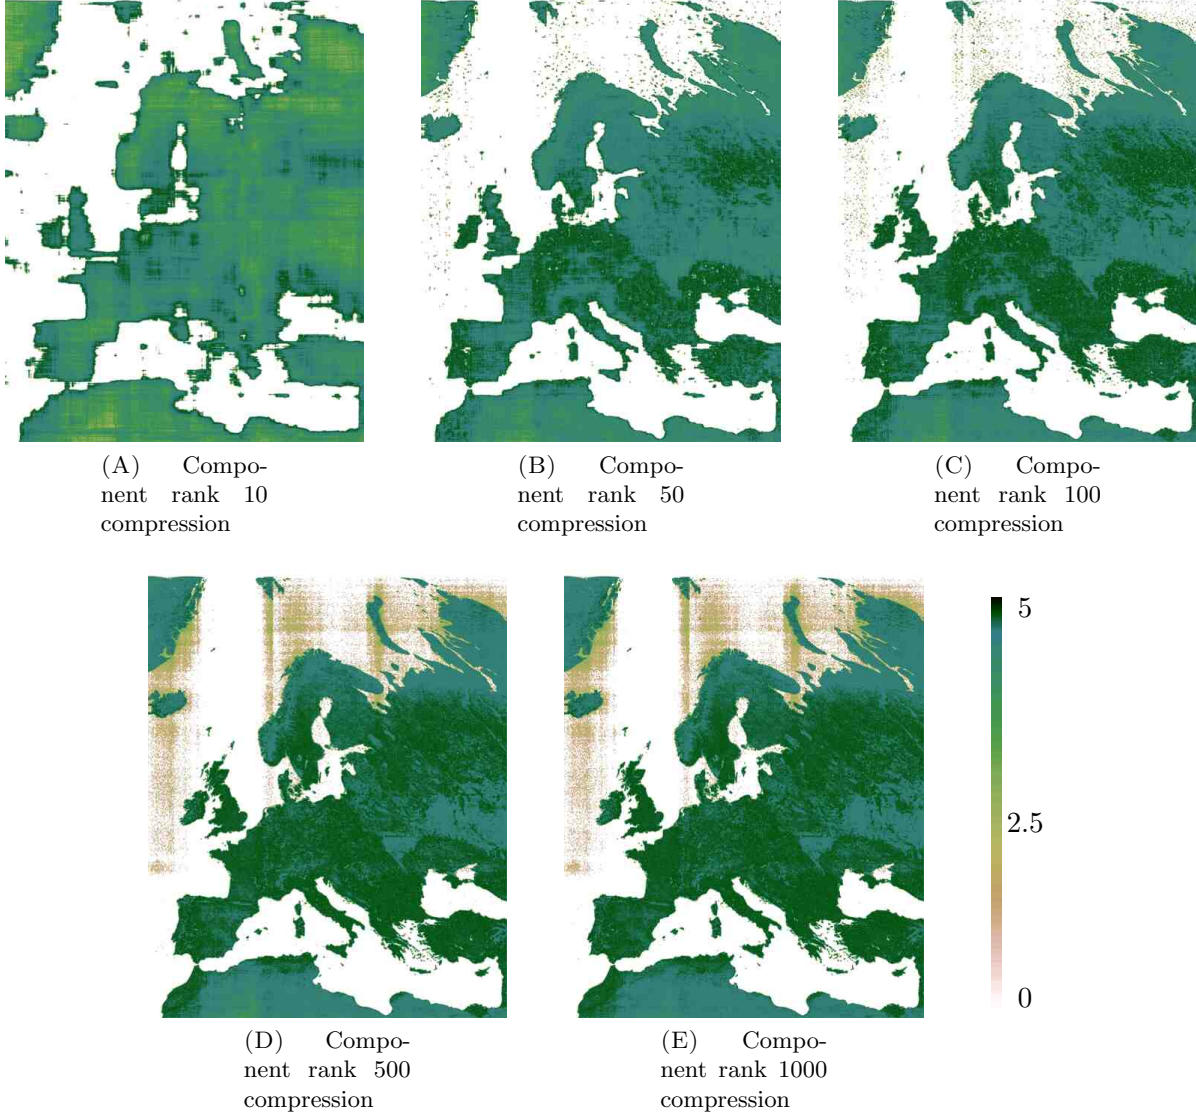 (A) Compo-
nent rank 10
compression
(B) Compo-
nent rank 50
compression
(C) Compo-
nent rank 100
compression
5
2.5
0
(D) Compo-
nent rank 500
compression
(E) Compo-
nent rank 1000
compression